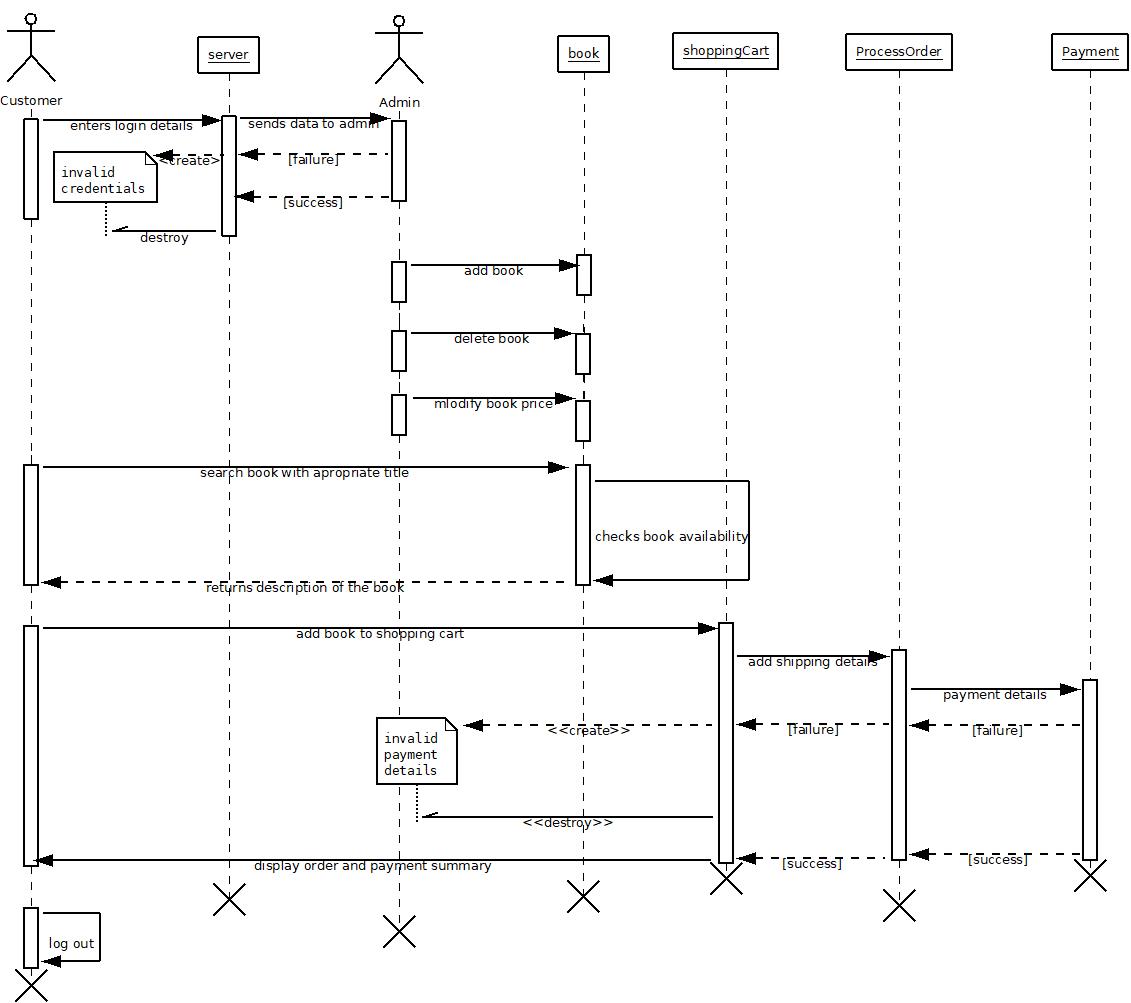 Customer
server
Admin
book
shoppingCart
ProcessOrder
Payment
enters login details
sends data to admin
<create>
[failure]
invalid
credentials
[success]
destroy
add book
delete book
mlodify book price
search book with apropriate title
checks book availability
returns description of the book
add book to shopping cart
add shipping details
payment details
<<create>>
[failure]
[failure]
invalid
payment
details
<<destroy>>
display order and payment summary
[success]
[success]
log out